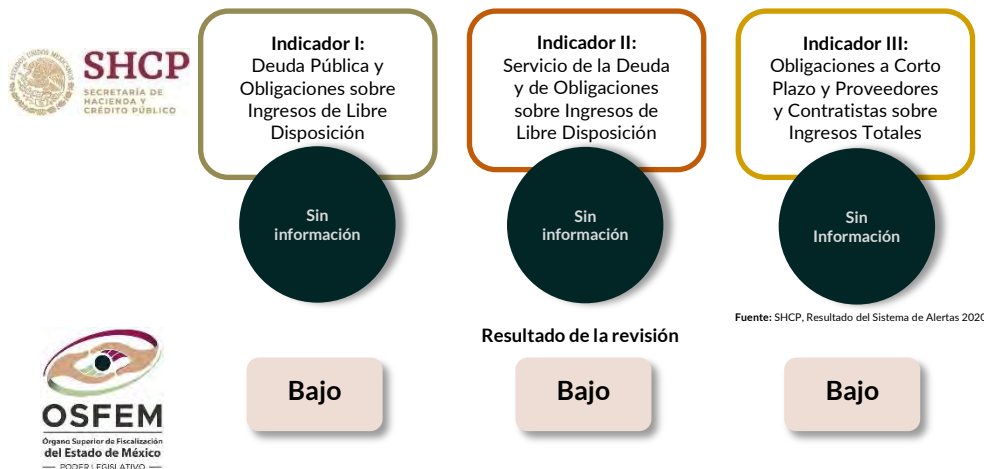 SHCP
SECRETARÍA DE
HACIENDA Y
CRÉDITO PÚBLICO
Indicador I:
Deuda Pública y
Obligaciones sobre
Ingresos de Libre
Disposición
Indicador II:
Servicio de la Deuda
y de Obligaciones
sobre Ingresos de
Libre Disposición
Indicador III:
Obligaciones a Corto
Plazo y Proveedores
y Contratistas sobre
Ingresos Totales
Sin
información
Sin
información
Sin
Información
Fuente: SHCP, Resultado del Sistema de Alertas 2020
Resultado de la revisión
OSFEM
Órgano Superior de Fiscalización
del Estado de México
PODER LEGISLATIVO
Bajo
Bajo
Bajo